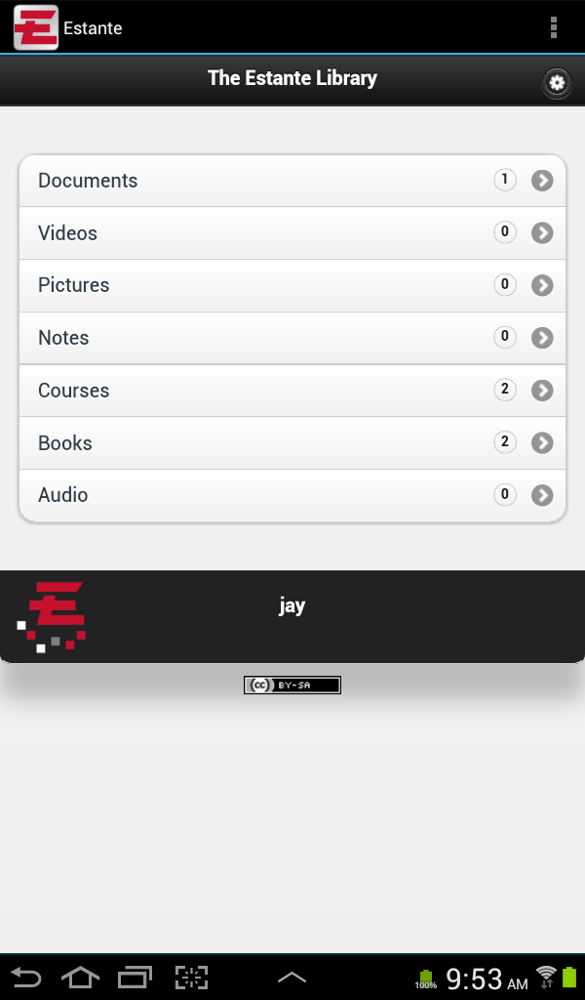 Estante
The Estante Library
Documents 1
Videos 0
Pictures 0
Notes 0
Courses 2
Books 2
Audio 0
jay
cc BY-SA
100% 9:53 AM